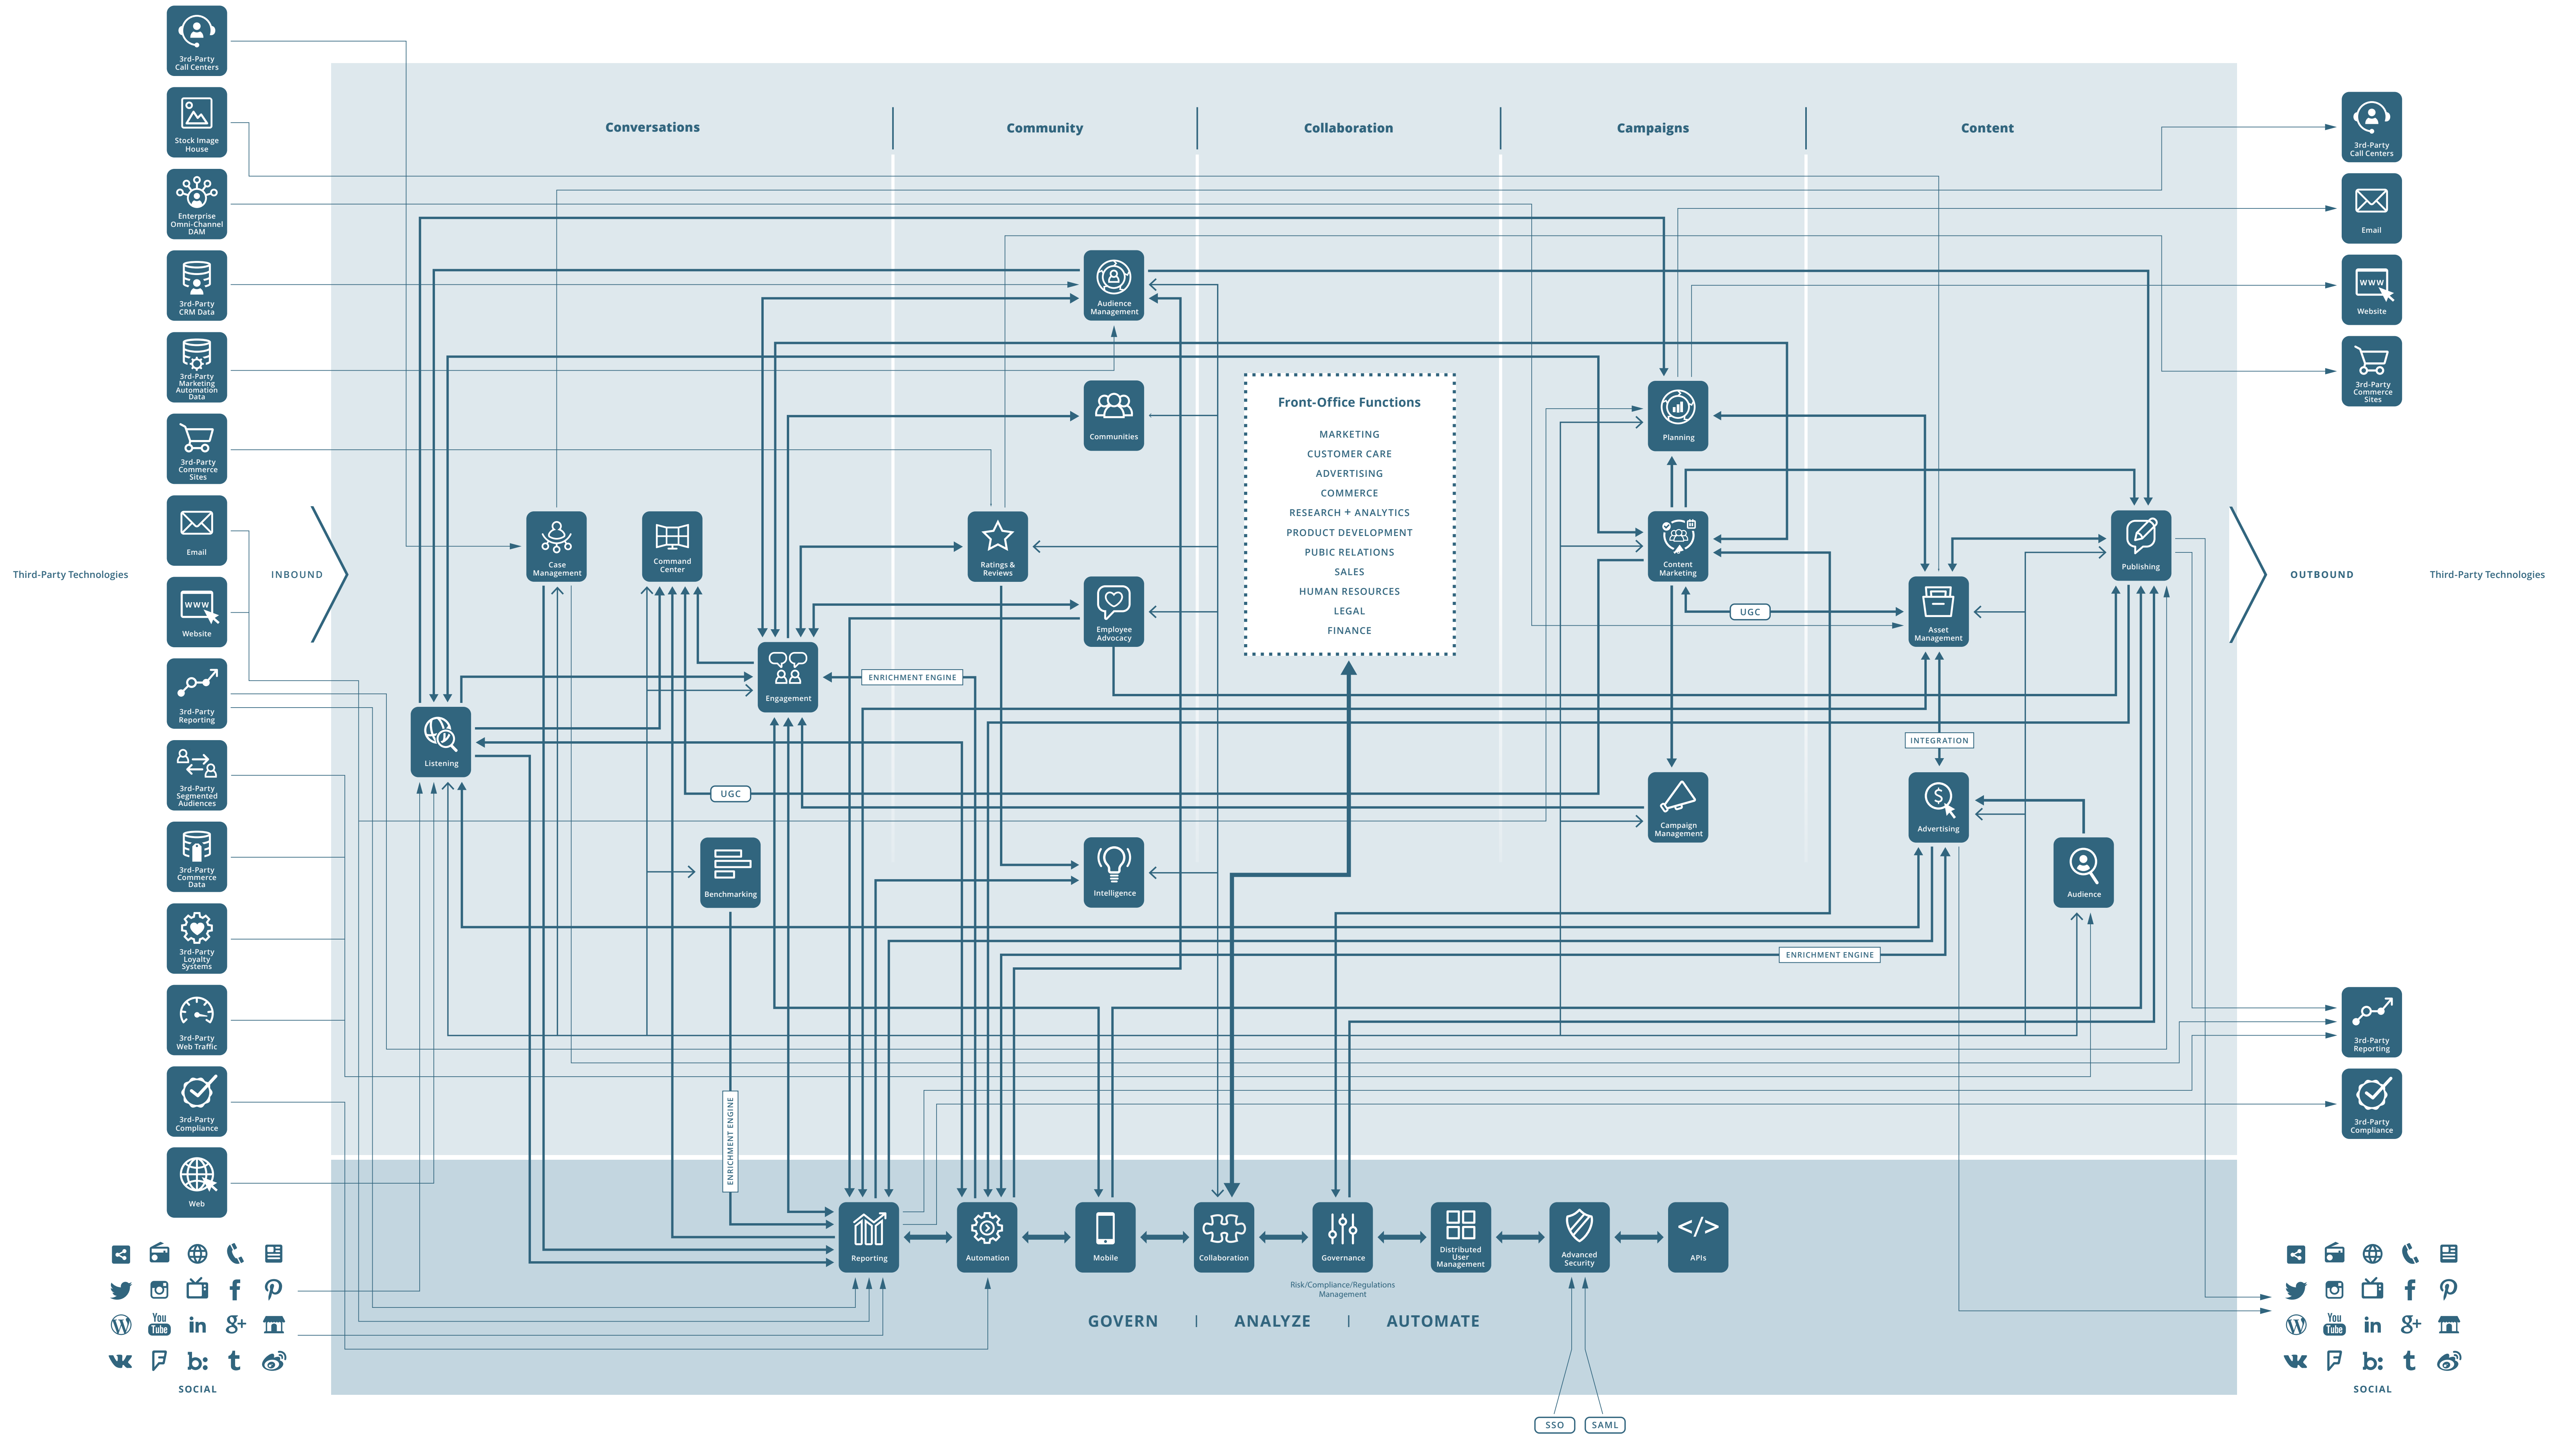 3rd-Party
Call Centers
Stock Image
House
Enterprise
Omni-Channel
DAM
3rd-Party
CRM Data
3rd-Party
Marketing
Automation
Data
3rd-Party
Commerce
Sites
Email
www
Website
3rd-Party
Reporting
3rd-Party
Segmented
Audiences
3rd-Party
Commerce
Data
3rd-Party
Loyalty
Systems
3rd-Party
Web Traffic
3rd-Party
Compliance
Web
You
Tube
in
g+
b:
t
SOCIAL
Third-Party Technologies
INBOUND
Conversations
Community
Collaboration
Campaigns
Content
Audience
Management
Communities
Case
Management
Command
Center
Ratings &
Reviews
Employee
Advocacy
Engagement
ENRICHMENT ENGINE
Listening
UGC
Benchmarking
Intelligence
ENRICHMENT ENGINE
Front-Office Functions
MARKETING
CUSTOMER CARE
ADVERTISING
COMMERCE
RESEARCH + ANALYTICS
PRODUCT DEVELOPMENT
PUBIC RELATIONS
SALES
HUMAN RESOURCES
LEGAL
FINANCE
Planning
Content
Marketing
UGC
Campaign
Management
Asset
Management
INTEGRATION
Advertising
Publishing
Audience
ENRICHMENT ENGINE
Reporting
Automation
Mobile
Collaboration
Governance
Risk/Compliance/Regulations
Management
Distributed
User
Management
Advanced
Security
</>
APIs
GOVERN | ANALYZE | AUTOMATE
SSO
SAML
OUTBOUND
Third-Party Technologies
3rd-Party
Call Centers
Email
www
Website
3rd-Party
Commerce
Sites
3rd-Party
Reporting
3rd-Party
Compliance
You
Tube
in
g+
b:
t
SOCIAL